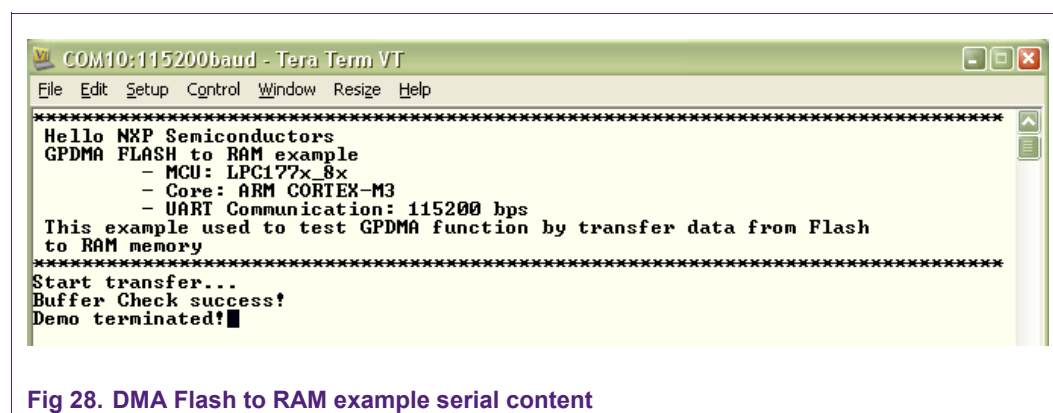 COM10:115200baud - Tera Term VT
File Edit Setup Control Window Resize Help
********************************************************************************
Hello NXP Semiconductors
GPDMA FLASH to RAM example
- MCU: LPC177x_8x
- Core: ARM CORTEX-M3
- UART Communication: 115200 bps
This example used to test GPDMA function by transfer data from Flash
to RAM memory
********************************************************************************
Start transfer...
Buffer Check success!
Demo terminated!
Fig 28. DMA Flash to RAM example serial content